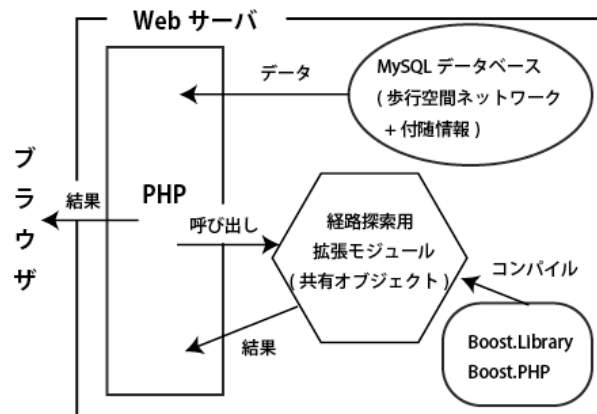 Web サーバ
データ
MySQL データベース
( 歩行空間ネットワーク
+ 付随情報 )
ブラウザ
結果
PHP
呼び出し
経路探索用
拡張モジュール
( 共有オブジェクト )
コンパイル
結果
Boost.Library
Boost.PHP